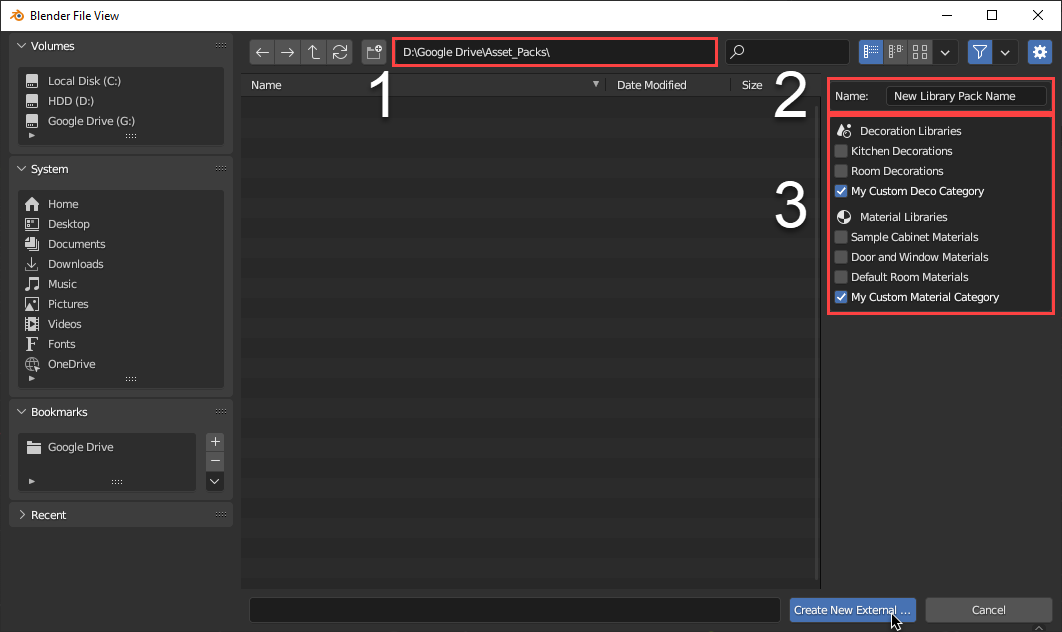 Blender File View
Volumes
Local Disk (C:)
HDD (D:)
Google Drive (G:)
System
Home
Desktop
Documents
Downloads
Music
Pictures
Videos
Fonts
OneDrive
Bookmarks
Google Drive
Recent
D:\Google Drive\Asset_Packs\
1
Name
Date Modified
Size
2
Name:
New Library Pack Name
3
Decoration Libraries
Kitchen Decorations
Room Decorations
My Custom Deco Category
Material Libraries
Sample Cabinet Materials
Door and Window Materials
Default Room Materials
My Custom Material Category
Create New External ...
Cancel